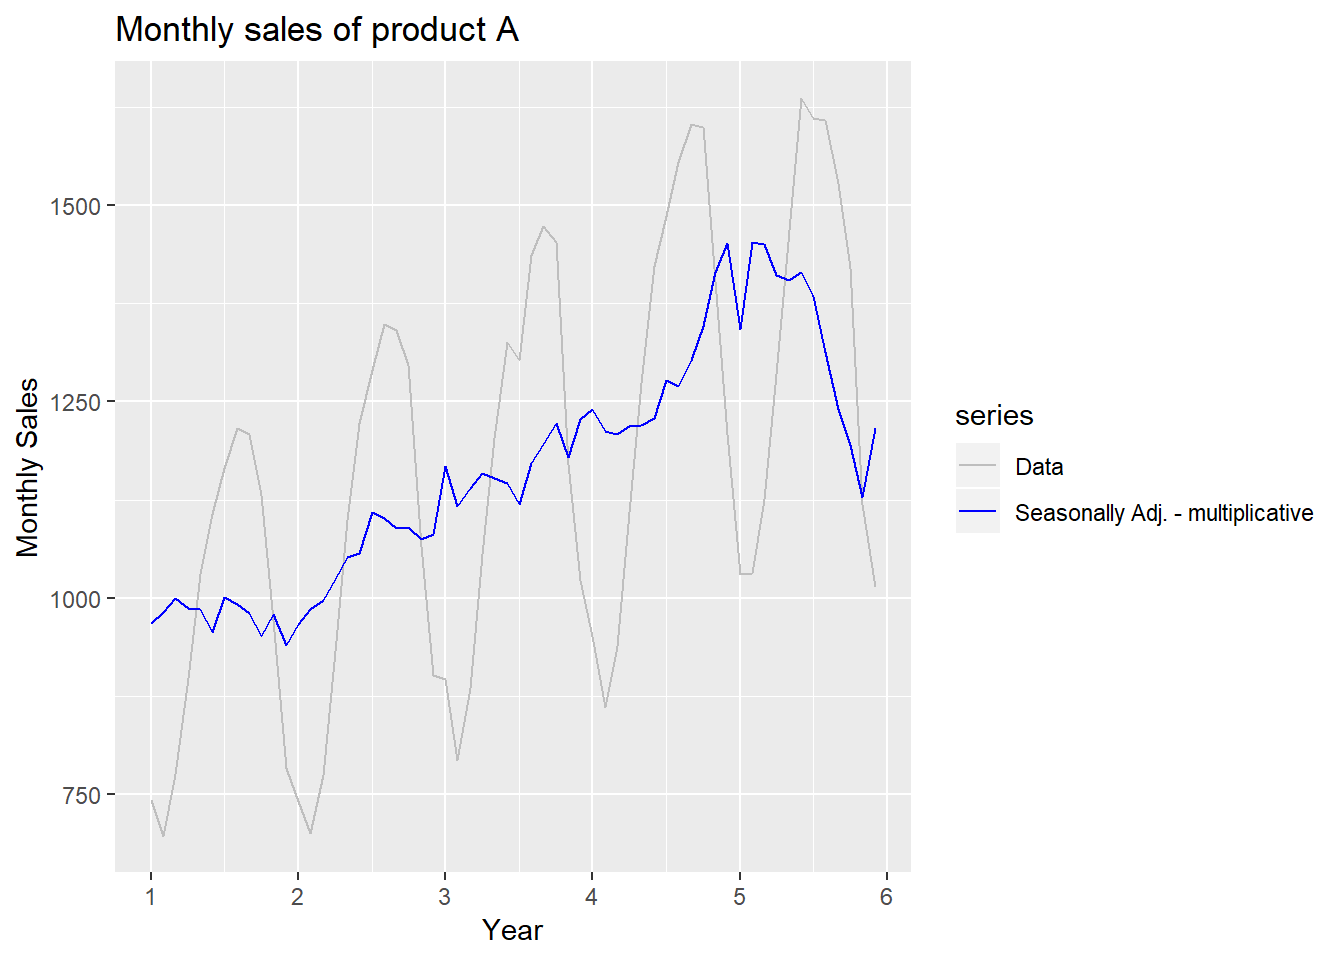 Monthly sales of product A
Monthly Sales
1500
1250
1000
750
1 2 3 4 5 6
Year
series
Data
Seasonally Adj. - multiplicative